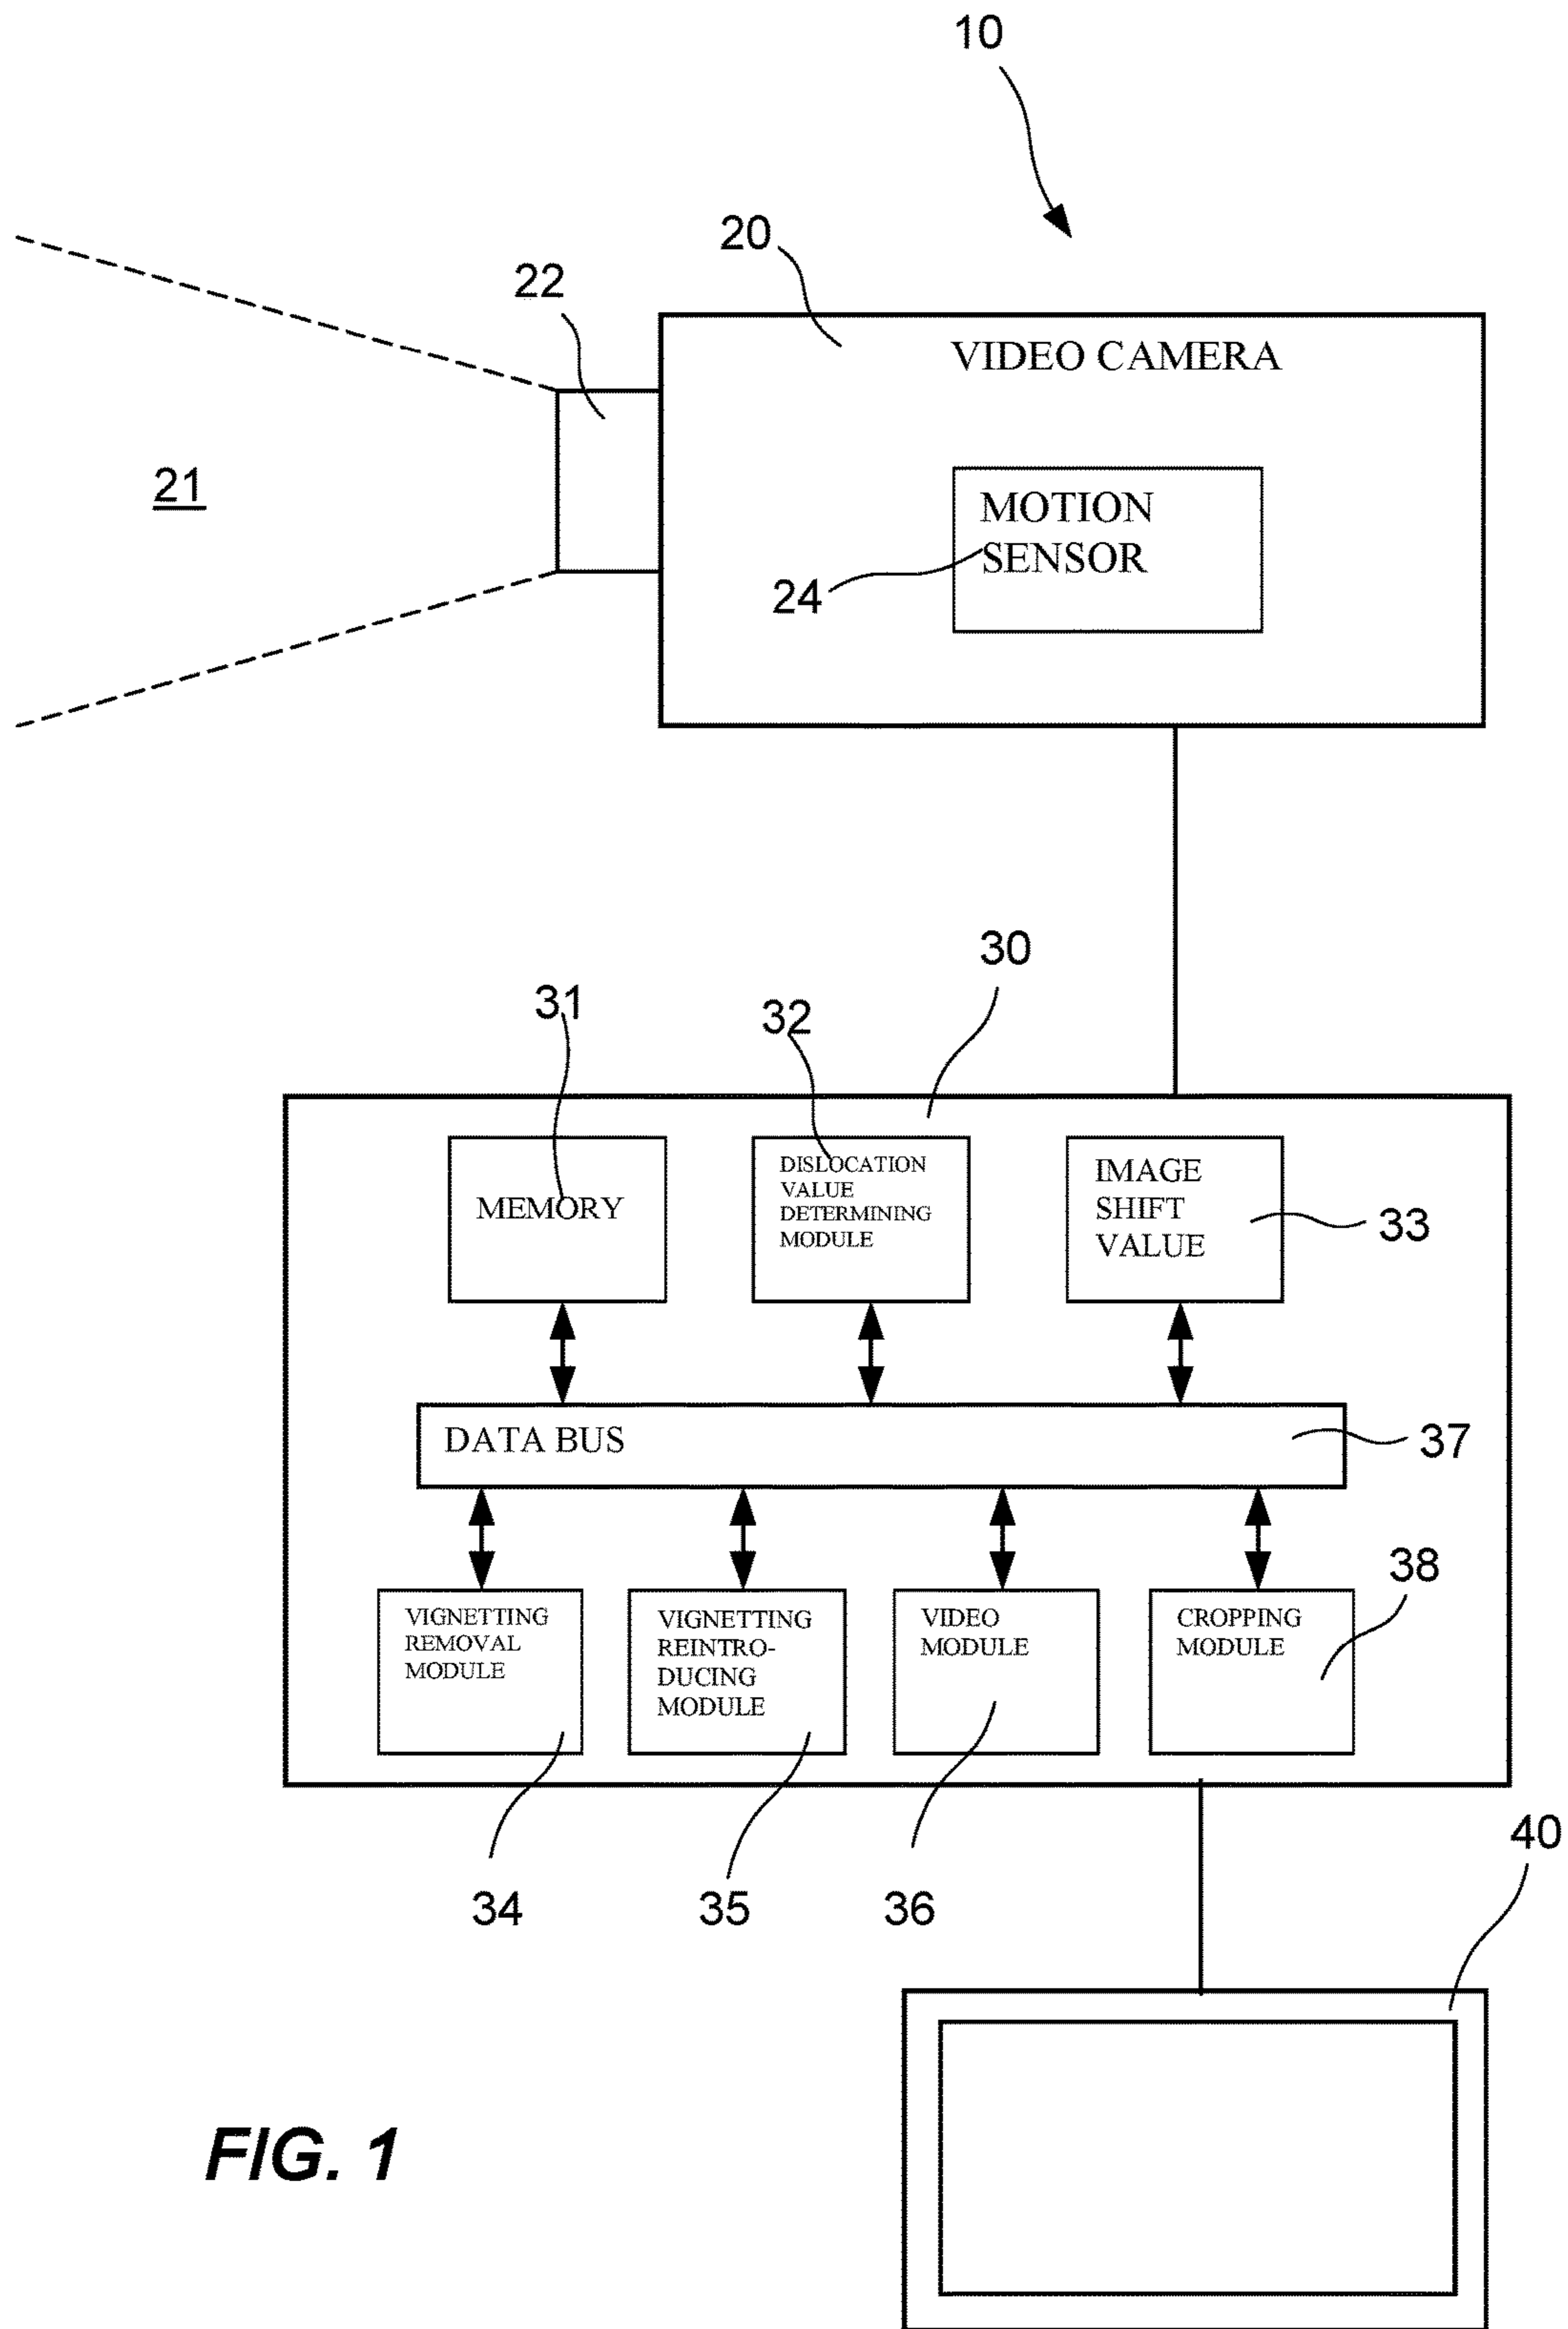 10
20
22
VIDEO CAMERA
21
MOTION
SENSOR
24
30
31
32
MEMORY
DISLOCATION
VALUE
DETERMINING
MODULE
IMAGE
SHIFT
VALUE
33
DATA BUS
37
38
VIGNETTING
REMOVAL
MODULE
VIGNETTING
REINTRO-
DUCING
MODULE
VIDEO
MODULE
CROPPING
MODULE
34
35
36
40
FIG. 1